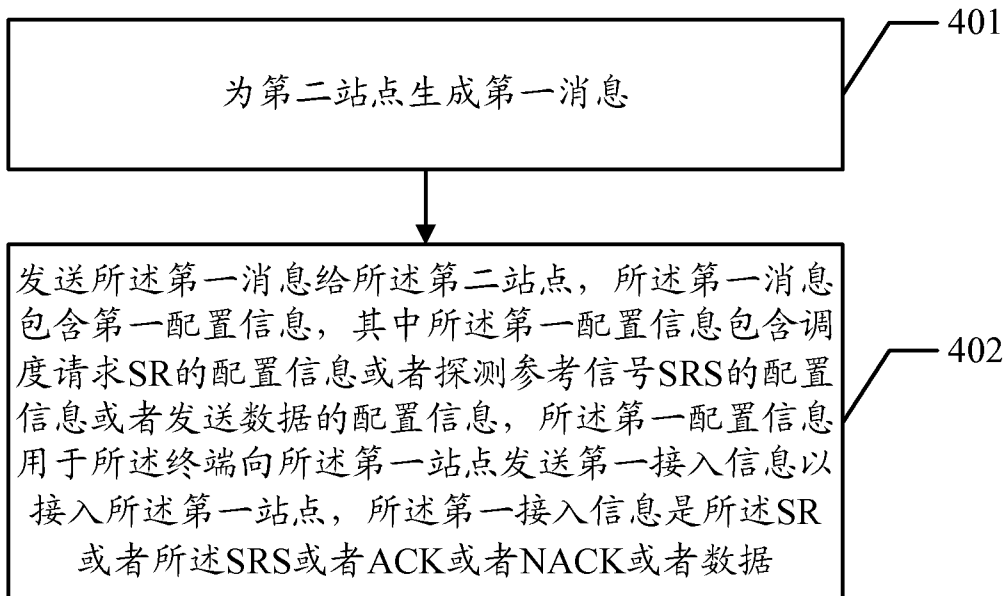 401
为第二站点生成第一消息
发送所述第一消息给所述第二站点，所述第一消息
包含第一配置信息，其中所述第一配置信息包含调
度请求SR的配置信息或者探测参考信号SRS的配置
信息或者发送数据的配置信息，所述第一配置信息
用于所述终端向所述第一站点发送第一接入信息以
接入所述第一站点，所述第一接入信息是所述SR
或者所述SRS或者ACK或者NACK或者数据
402